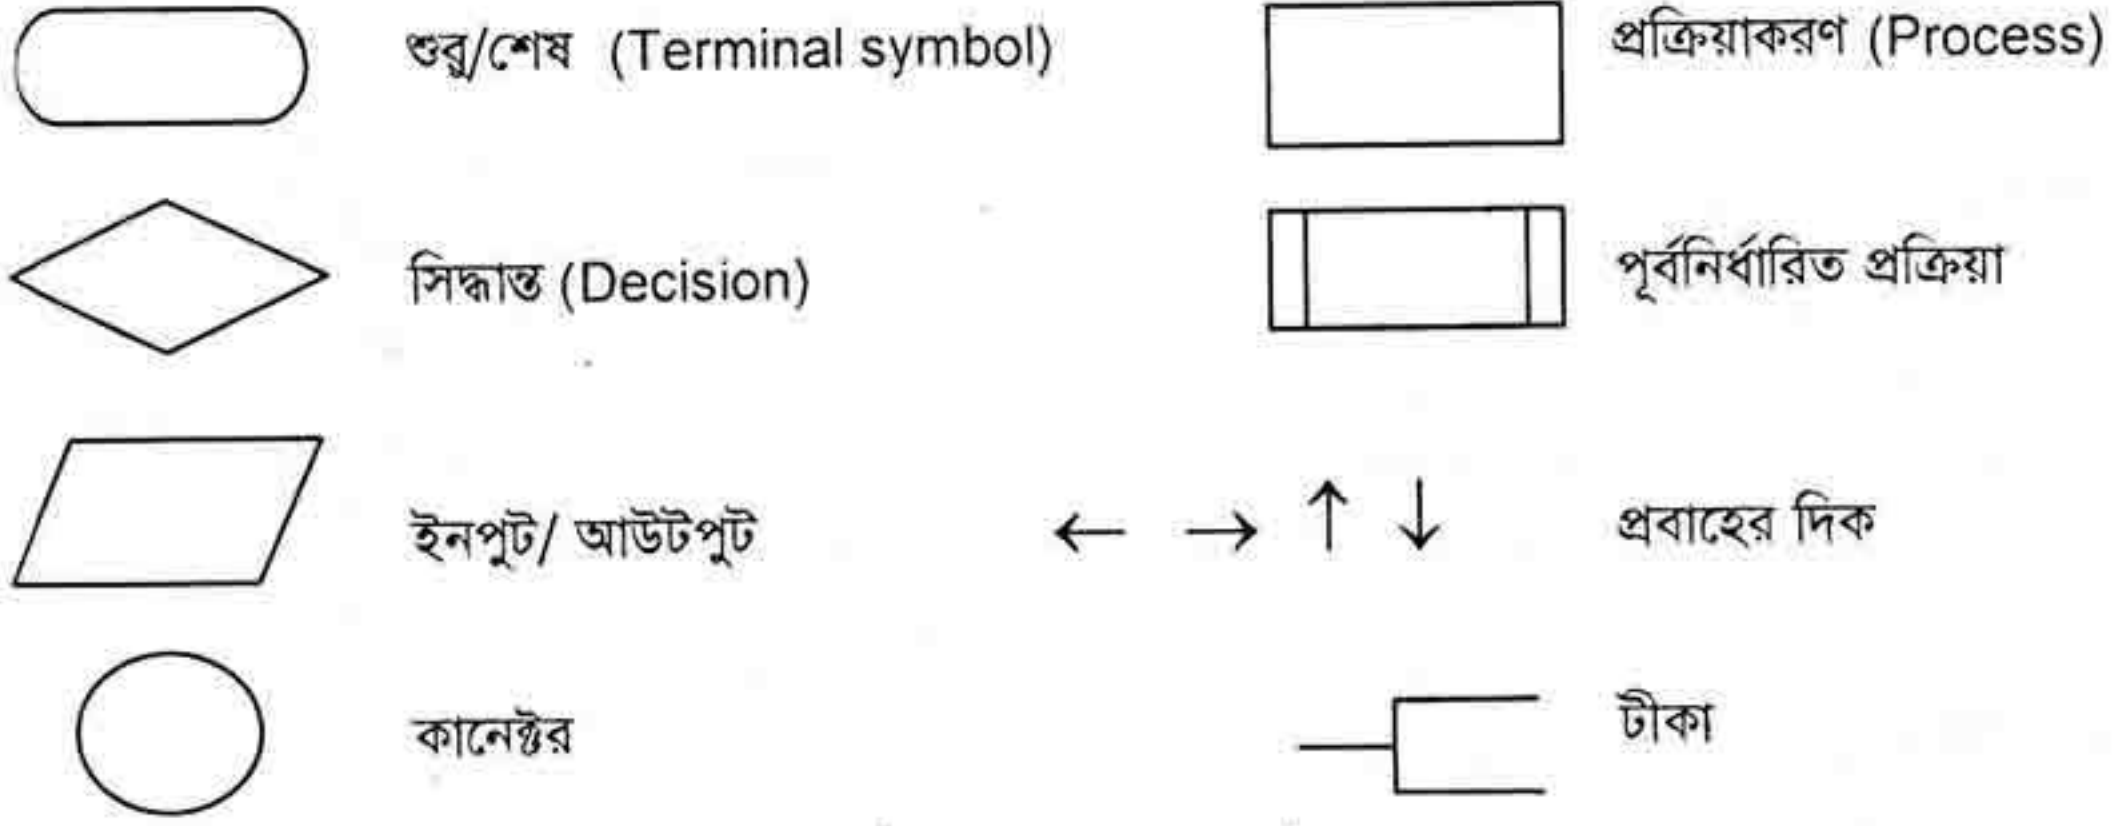 শুরু/শেষ (Terminal symbol)
প্রক্রিয়াকরণ (Process)
সিদ্ধান্ত (Decision)
পূর্বনির্ধারিত প্রক্রিয়া
ইনপুট/ আউটপুট
প্রবাহের দিক
কানেক্টর
টীকা